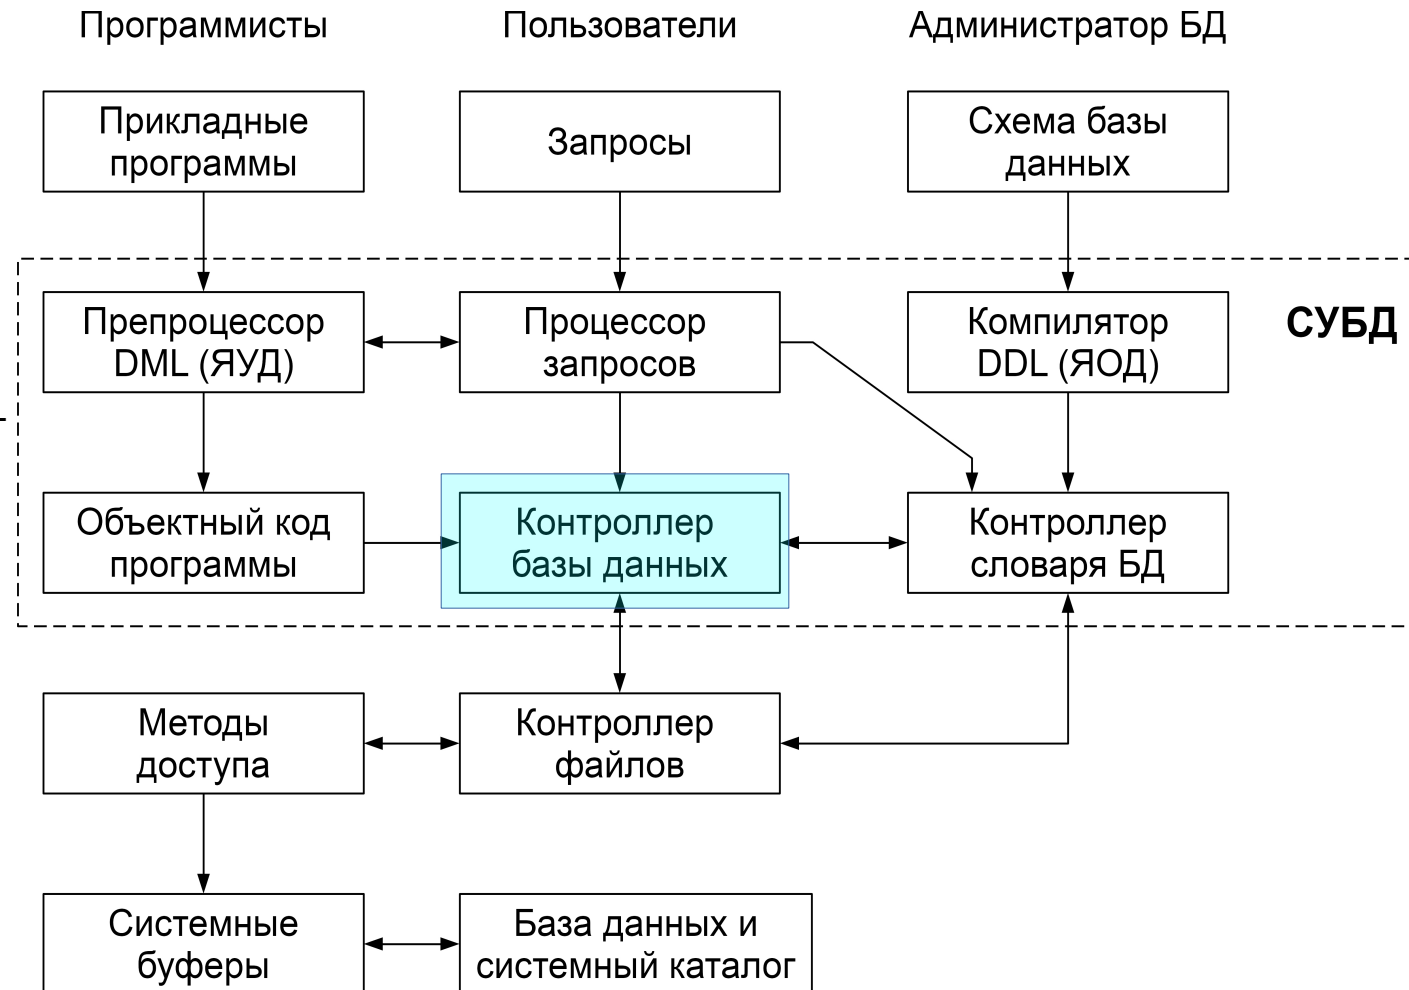 Программисты
Пользователи
Администратор БД
Прикладные
программы
Запросы
Схема базы
данных
СУБД
Препроцессор
DML (ЯУД)
Процессор
запросов
Компилятор
DDL (ЯОД)
Объектный код
программы
Контроллер
базы данных
Контроллер
словаря БД
Методы
доступа
Контроллер
файлов
Системные
буферы
База данных и
системный каталог